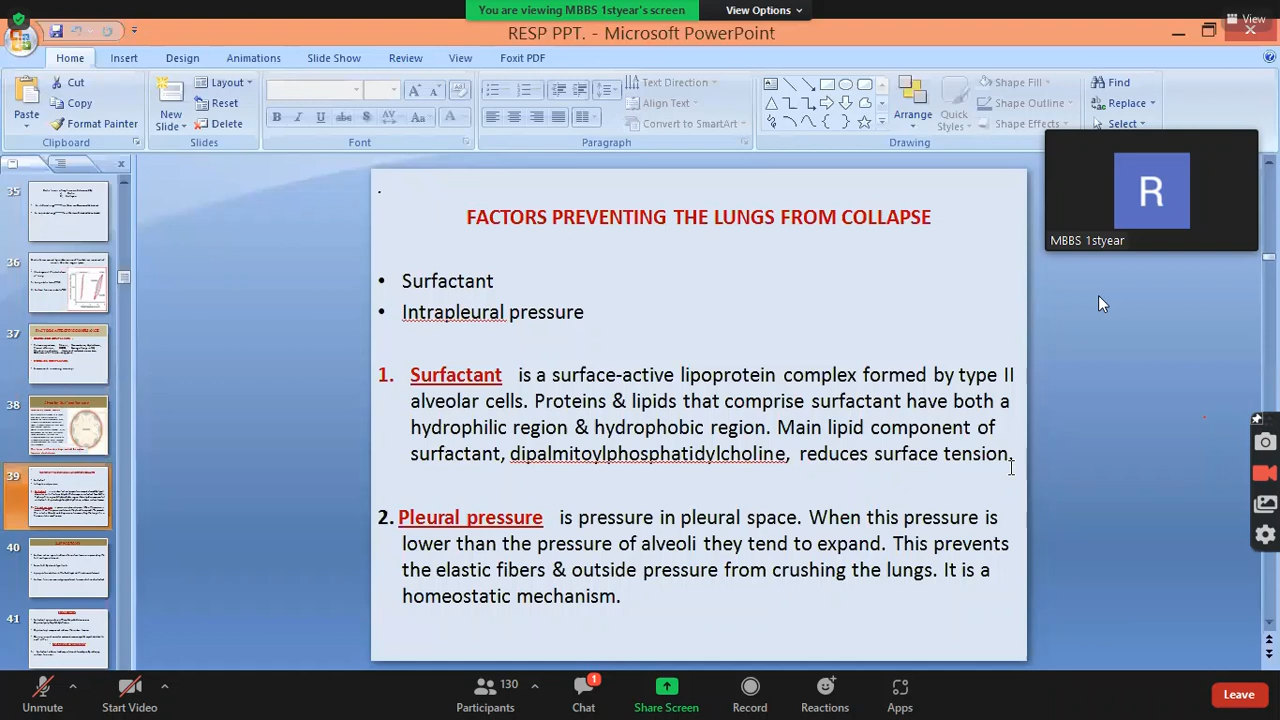 You are viewing MBBS 1styear's screen
View Options
View
RESP PPT. - Microsoft PowerPoint
Home Insert Design Animations Slide Show Review View Foxit PDF
Cut
Copy
Format Painter
Paste
Clipboard
New Slide
Layout
Reset
Delete
Slides
Font
Text Direction
Align Text
Convert to SmartArt
Paragraph
Arrange
Quick Styles
Shape Fill
Shape Outline
Shape Effects
Drawing
Find
Replace
Select
35
36
37
38
39
40
41
FACTORS PREVENTING THE LUNGS FROM COLLAPSE
• Surfactant
• Intrapleural pressure
1. Surfactant is a surface-active lipoprotein complex formed by type II
alveolar cells. Proteins & lipids that comprise surfactant have both a
hydrophilic region & hydrophobic region. Main lipid component of
surfactant, dipalmitoylphosphatidylcholine, reduces surface tension.
2. Pleural pressure is pressure in pleural space. When this pressure is
lower than the pressure of alveoli they tend to expand. This prevents
the elastic fibers & outside pressure from crushing the lungs. It is a
homeostatic mechanism.
R
MBBS 1styear
Unmute
Start Video
130
Participants
1
Chat
Share Screen
Record
Reactions
Apps
Leave